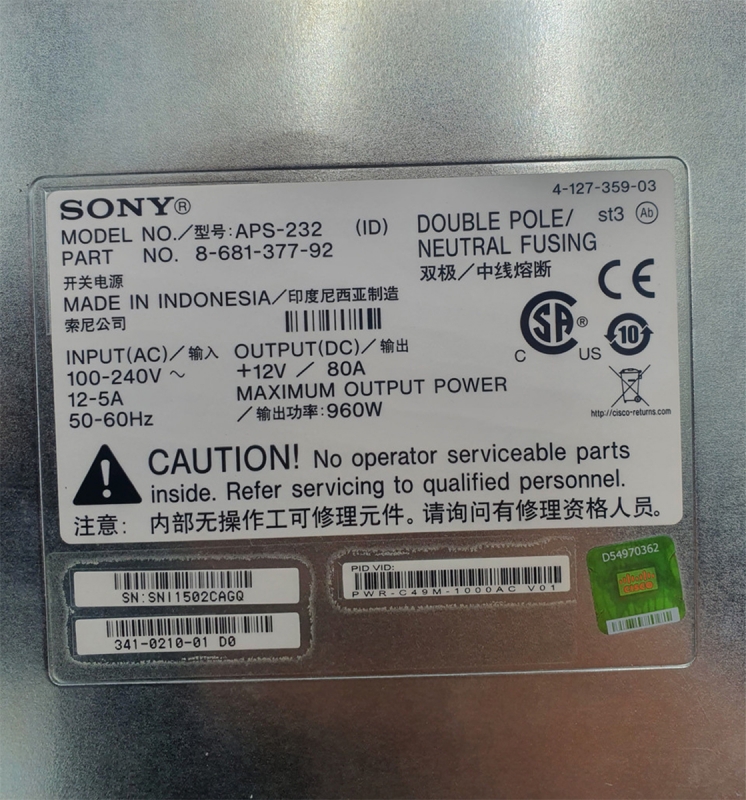 4-127-359-03
SONY®
MODEL NO./型号: APS-232 (ID)
PART NO. 8-681-377-92
DOUBLE POLE/ st3 Ab
NEUTRAL FUSING
双极/中线熔断
开关电源
MADE IN INDONESIA/印度尼西亚制造
索尼公司
CE
C SA ® US
10
INPUT(AC)/输入 OUTPUT(DC)/输出
100-240V ~ +12V / 80A
12-5A MAXIMUM OUTPUT POWER
50-60Hz /输出功率: 960W
http://cisco-returns.com
CAUTION! No operator serviceable parts
inside. Refer servicing to qualified personnel.
注意: 内部无操作工可修理元件。请询问有修理资格人员。
SN:SNI1502CAGQ
341-0210-01 D0
PID VID:
PWR-C49M-1000AC V01
D54970362